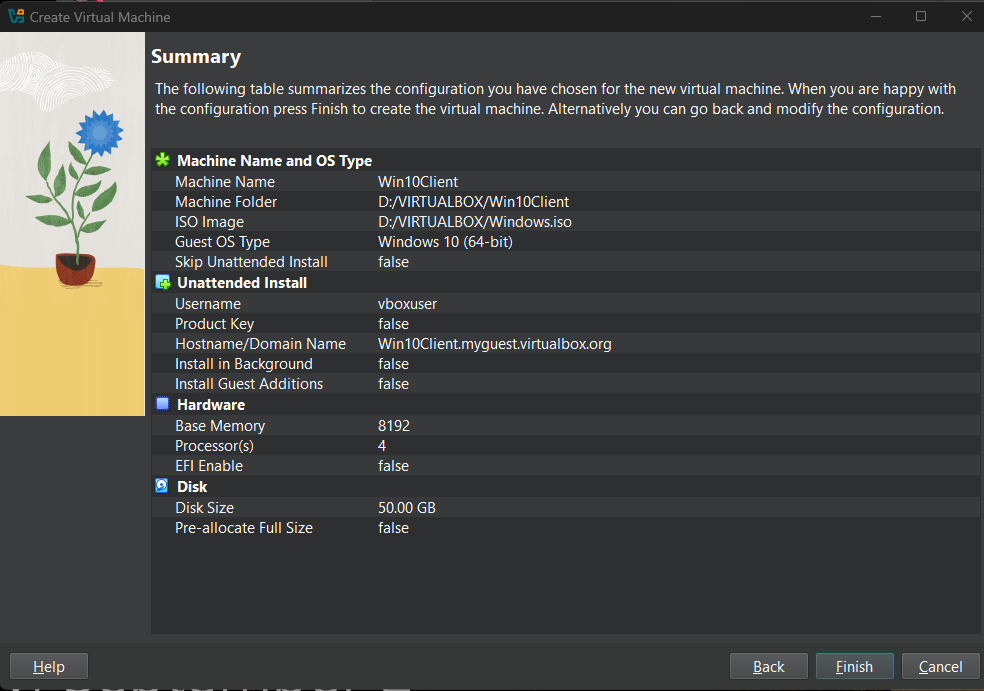 Create Virtual Machine
Summary
The following table summarizes the configuration you have chosen for the new virtual machine. When you are happy with
the configuration press Finish to create the virtual machine. Alternatively you can go back and modify the configuration.
Machine Name and OS Type
Machine Name Win10Client
Machine Folder D:/VIRTUALBOX/Win10Client
ISO Image D:/VIRTUALBOX/Windows.iso
Guest OS Type Windows 10 (64-bit)
Skip Unattended Install false
Unattended Install
Username vboxuser
Product Key false
Hostname/Domain Name Win10Client.myguest.virtualbox.org
Install in Background false
Install Guest Additions false
Hardware
Base Memory 8192
Processor(s) 4
EFI Enable false
Disk
Disk Size 50.00 GB
Pre-allocate Full Size false
Help Back Finish Cancel